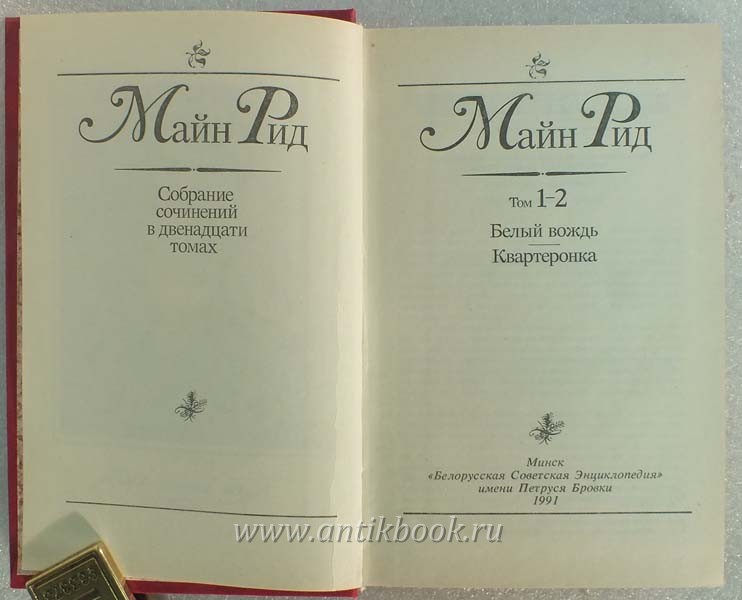 Майн Рид
Собрание
сочинений
в двенадцати
томах
Майн Рид
Том 1–2
Белый вождь
Квартеронка
Минск
«Белорусская Советская Энциклопедия»
имени Петруся Бровки
1991
www.antikbook.ru